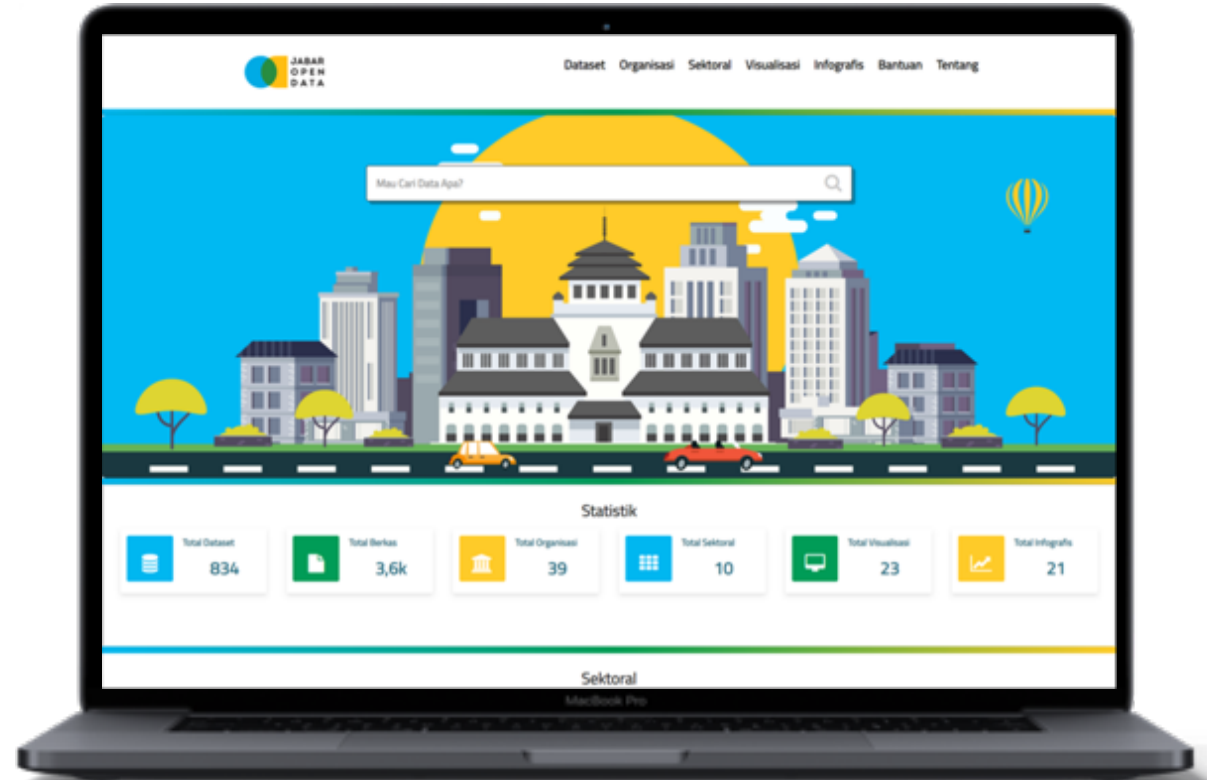 JABAR
OPEN
DATA
Dataset Organisasi Sektoral Visualisasi Infografis Bantuan Tentang
Mau Cari Data Apa?
Statistik
Total Dataset
834
Total Berkas
3,6k
Total Organisasi
39
Total Sektoral
10
Total Visualisasi
23
Total Infografis
21
Sektoral
MacBook Pro